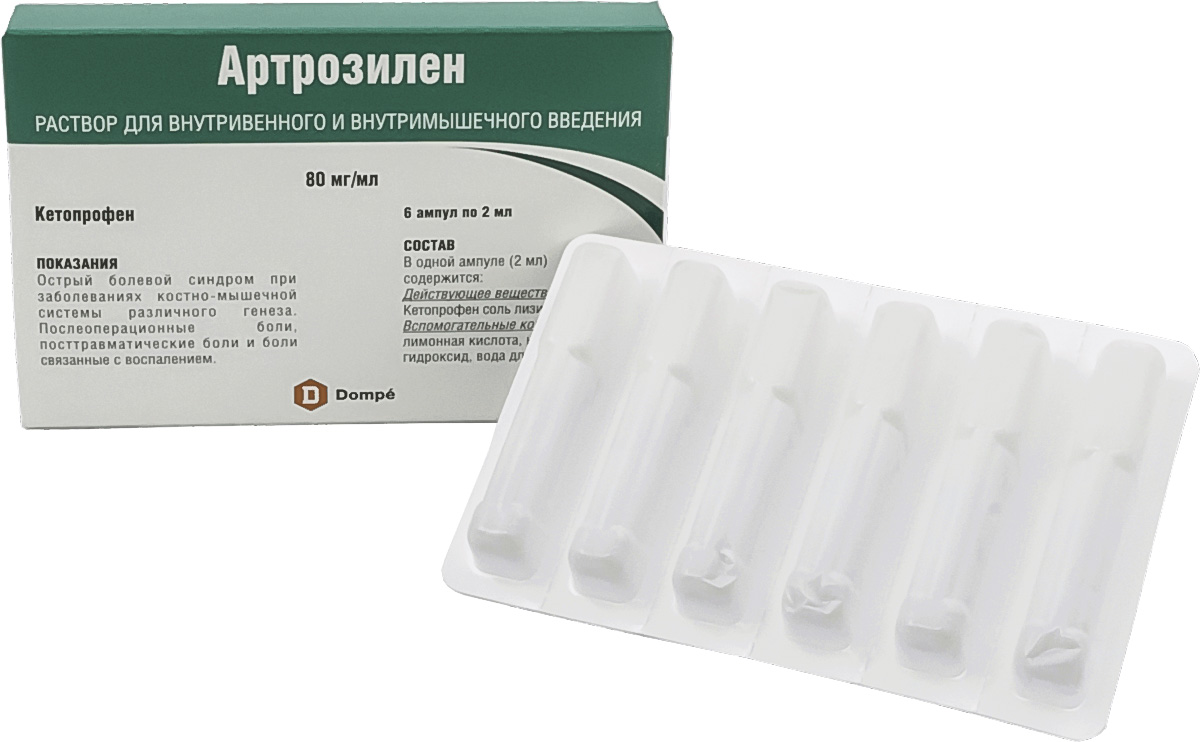 Артрозилен
РАСТВОР ДЛЯ ВНУТРИВЕННОГО И ВНУТРИМЫШЕЧНОГО ВВЕДЕНИЯ
80 мг/мл
Кетопрофен
ПОКАЗАНИЯ
Острый болевой синдром при
заболеваниях костно-мышечной
системы различного генеза.
Послеоперационные боли,
посттравматические боли и боли
связанные с воспалением.
6 ампул по 2 мл
СОСТАВ
В одной ампуле (2 мл)
содержится:
Действующее
Кетопрофен соль
Вспомогательные
лимонная кислота,
гидроксид, вода
D Dompé